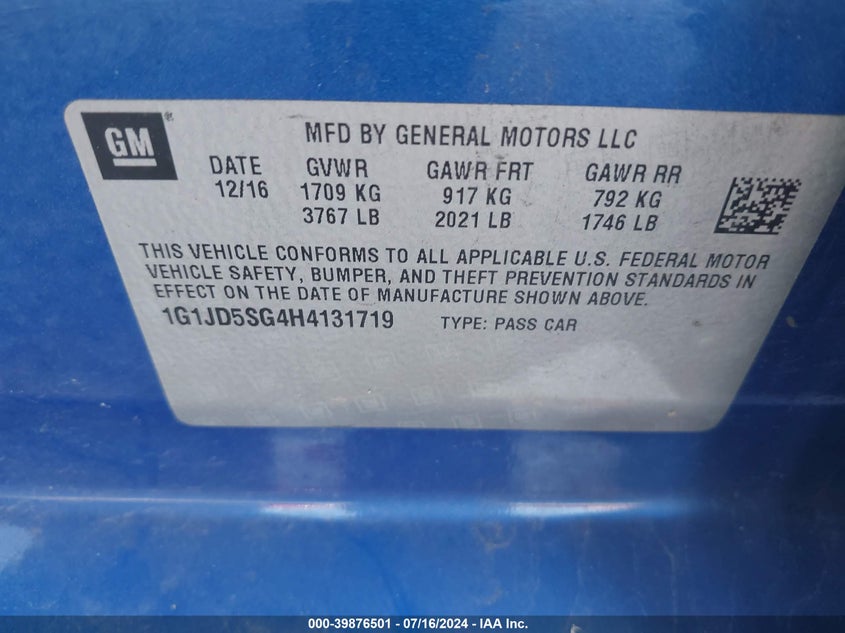 GM ®
MFD BY GENERAL MOTORS LLC
DATE GVWR GAWR FRT GAWR RR
12/16 1709 KG 917 KG 792 KG
3767 LB 2021 LB 1746 LB
THIS VEHICLE CONFORMS TO ALL APPLICABLE U.S. FEDERAL MOTOR
VEHICLE SAFETY, BUMPER, AND THEFT PREVENTION STANDARDS IN
EFFECT ON THE DATE OF MANUFACTURE SHOWN ABOVE.
1G1JD5SG4H4131719 TYPE: PASS CAR
000-39876501 - 07/16/2024 - IAA Inc.